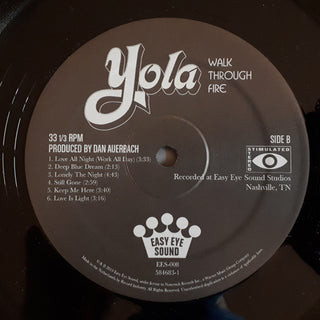 Yola
WALK
THROUGH
FIRE
33 1/3 RPM
PRODUCED BY DAN AUERBACH
SIDE B
1. Love All Night (Work All Day) (3:33)
2. Deep Blue Dream (2:13)
3. Lonely The Night (4:43)
4. Still Gone (2:59)
5. Keep Me Here (3:40)
6. Love Is Light (3:16)
STIMULATED
STEREO
Recorded at Easy Eye Sound Studios
Nashville, TN
EASY EYE
SOUND
EES-008
584683-1